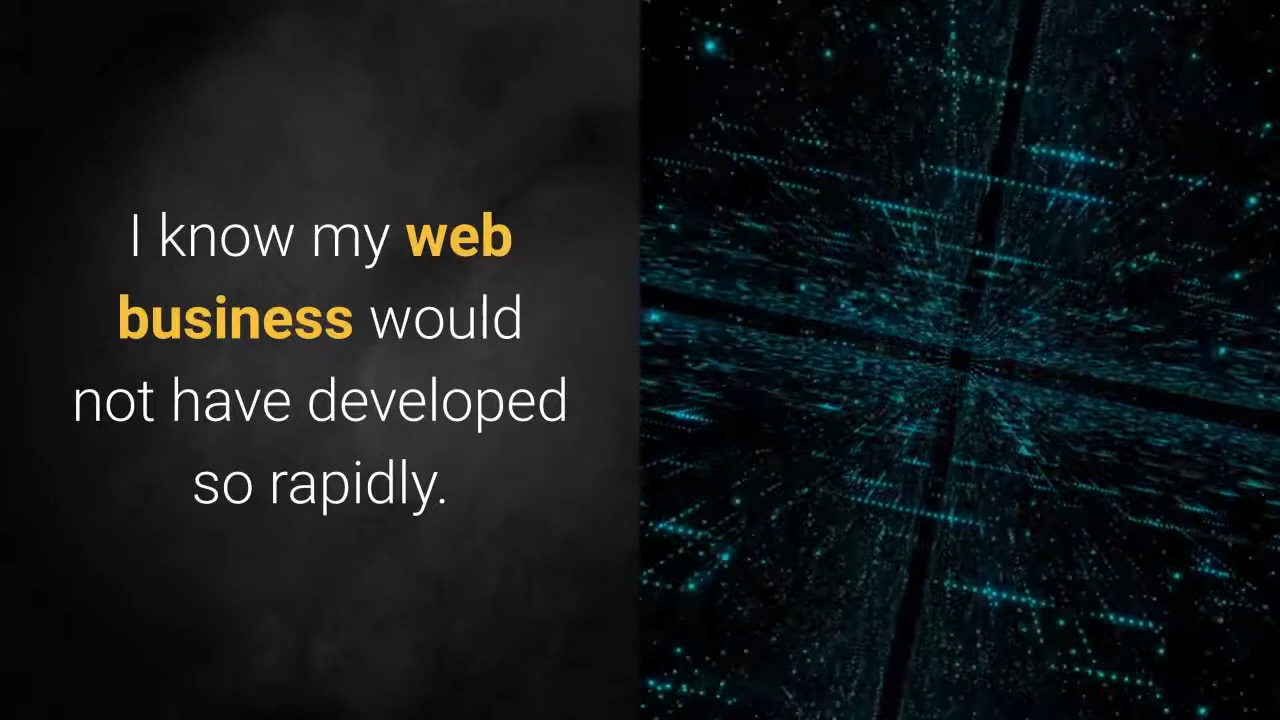 I know my web
business would
not have developed
so rapidly.